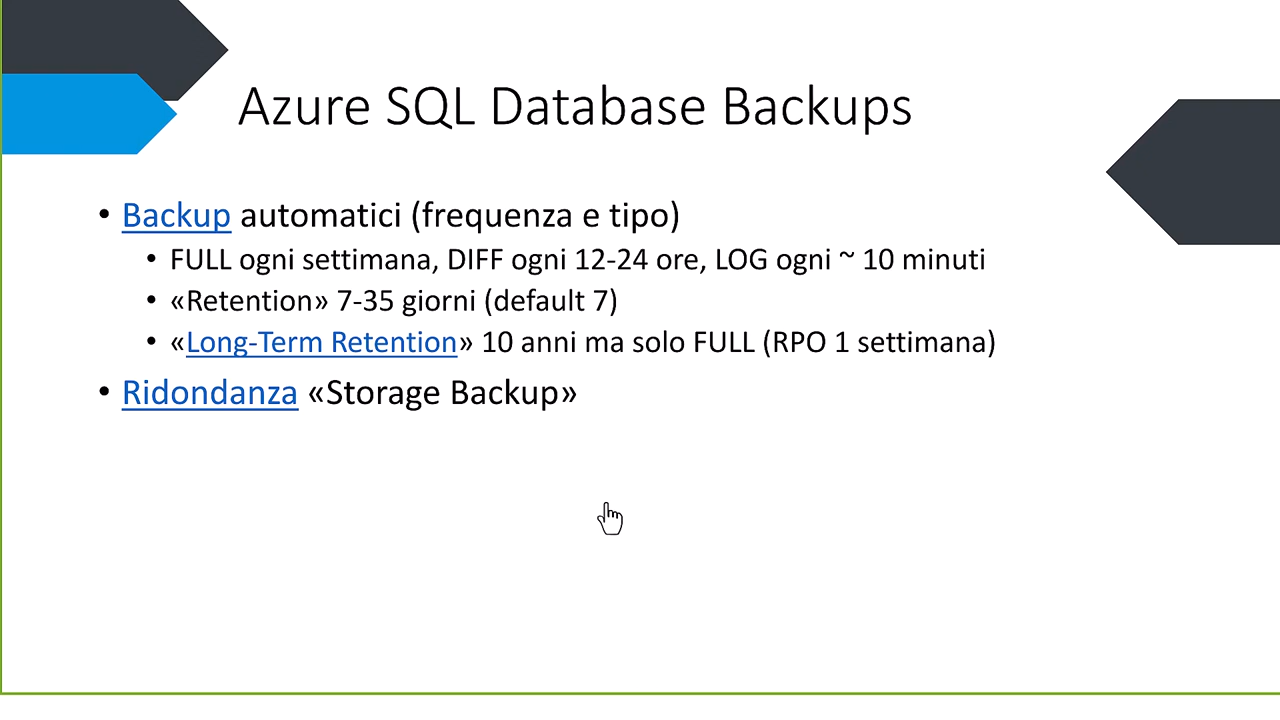 Azure SQL Database Backups
• Backup automatici (frequenza e tipo)
• FULL ogni settimana, DIFF ogni 12-24 ore, LOG ogni ~ 10 minuti
• «Retention» 7-35 giorni (default 7)
• «Long-Term Retention» 10 anni ma solo FULL (RPO 1 settimana)
• Ridondanza «Storage Backup»